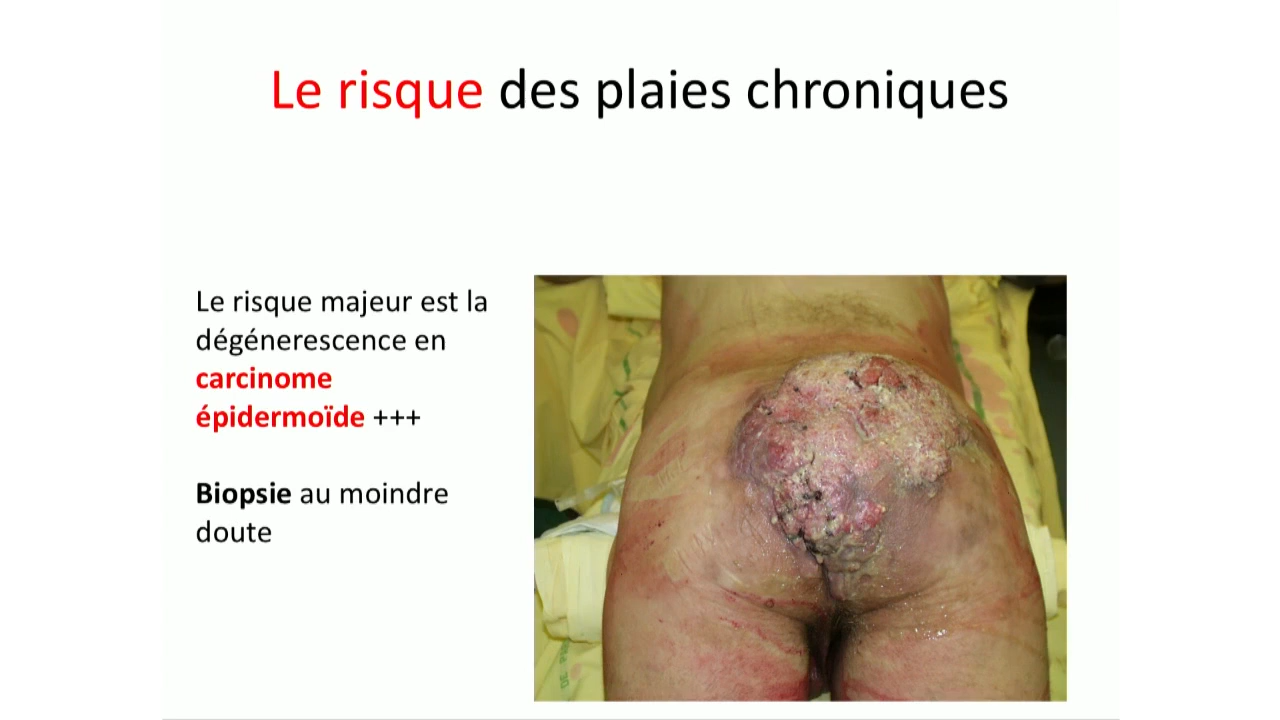 Le risque des plaies chroniques
Le risque majeur est la
dégénerescence en
carcinome
épidermoïde +++
Biopsie au moindre
doute